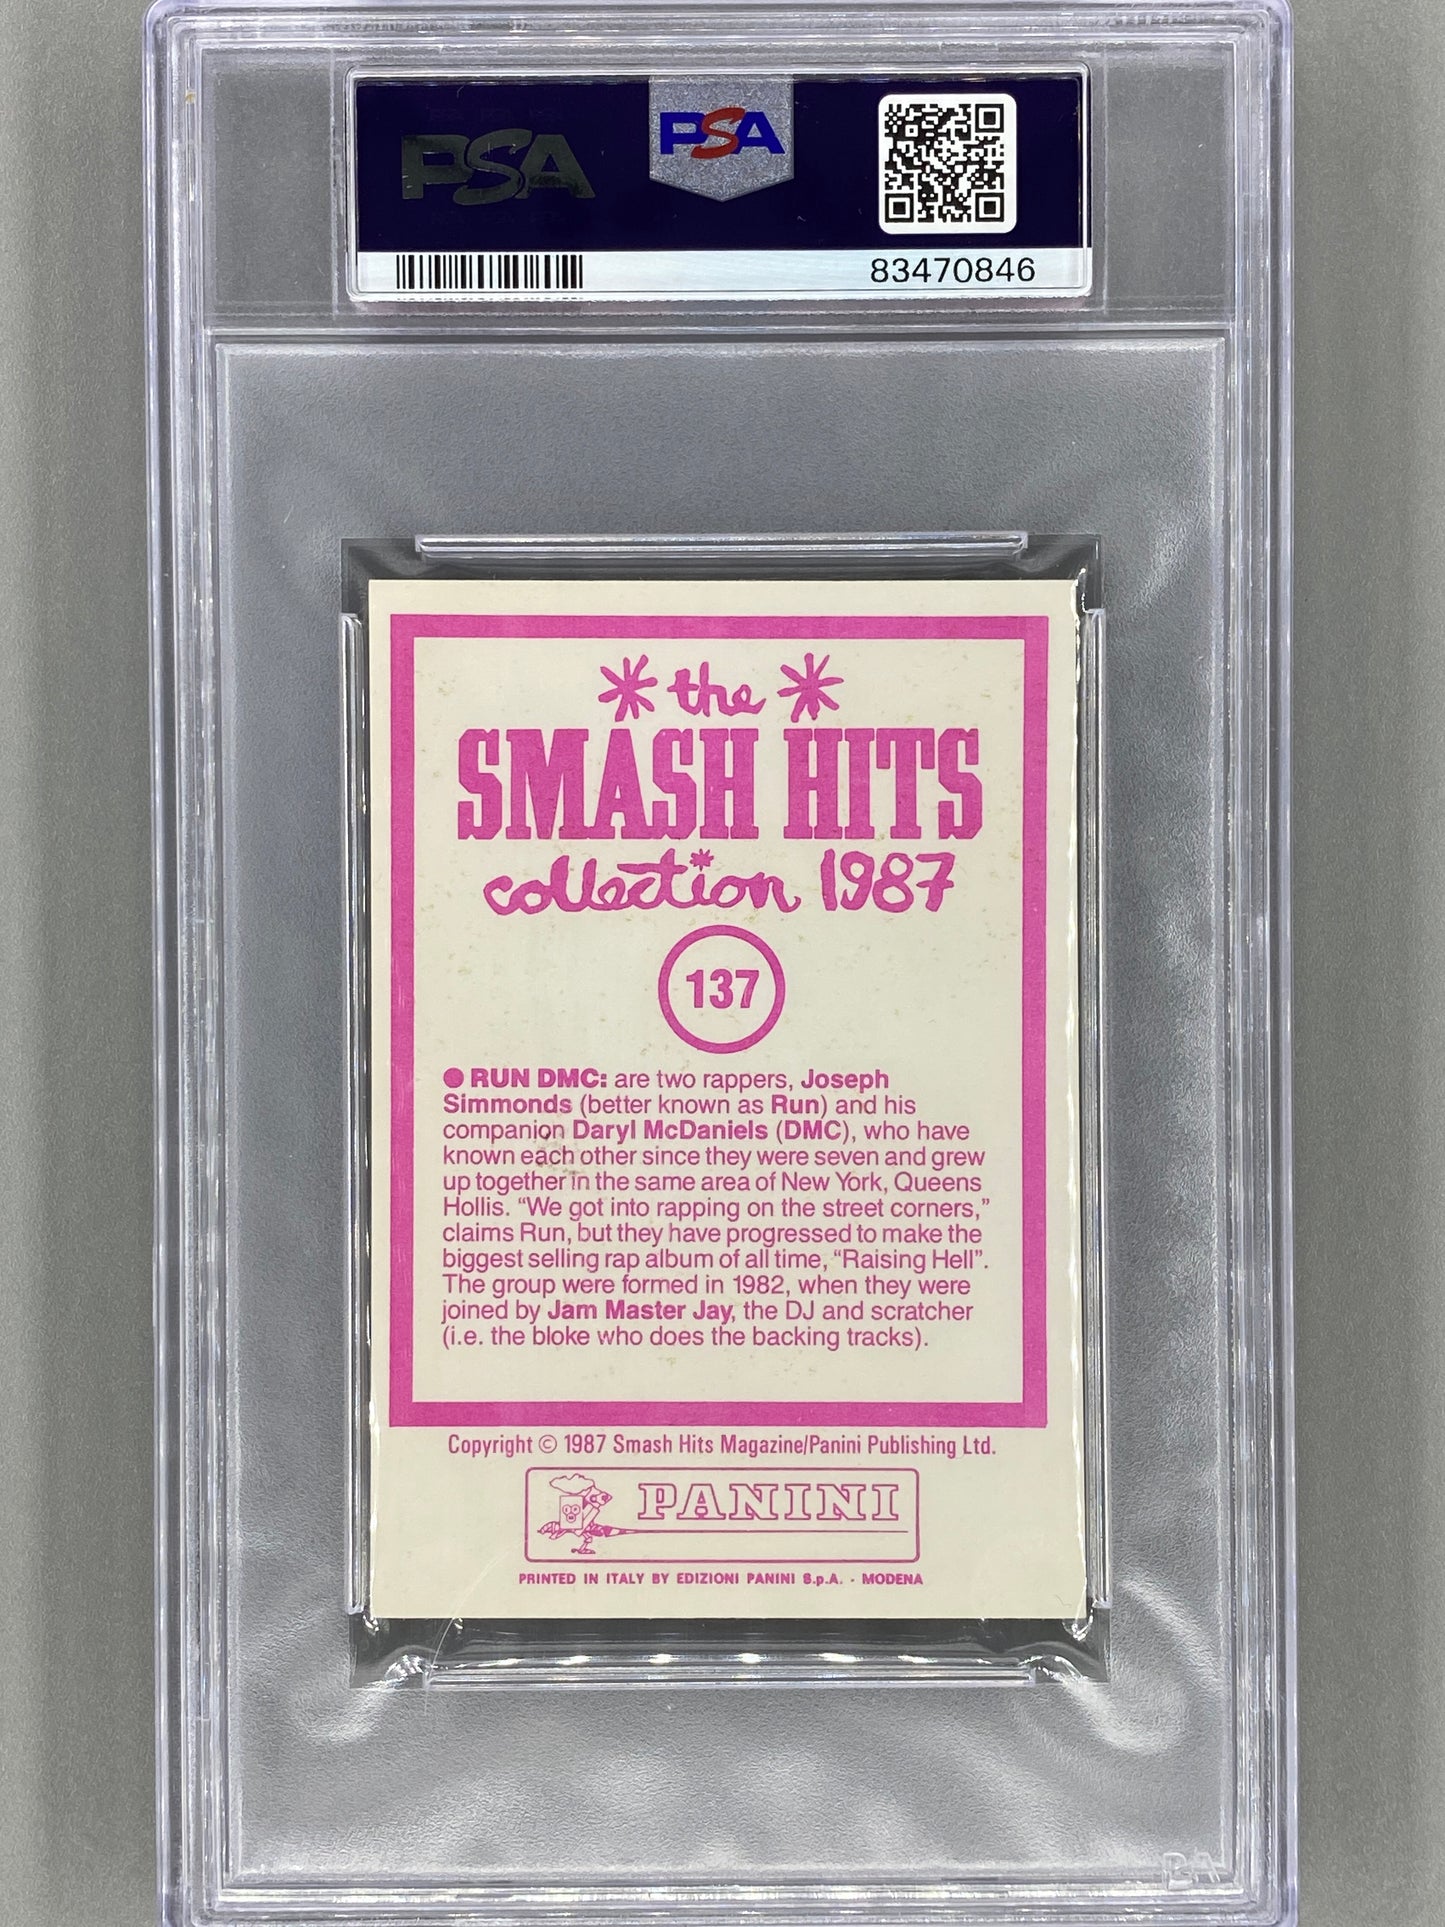 PSA
PSA
83470846
the
SMASH HITS
collection 1987
137
● RUN DMC: are two rappers, Joseph
Simmonds (better known as Run) and his
companion Daryl McDaniels (DMC), who have
known each other since they were seven and grew
up together in the same area of New York, Queens
Hollis. “We got into rapping on the street corners,”
claims Run, but they have progressed to make the
biggest selling rap album of all time, “Raising Hell”.
The group were formed in 1982, when they were
joined by Jam Master Jay, the DJ and scratcher
(i.e. the bloke who does the backing tracks).
Copyright © 1987 Smash Hits Magazine/Panini Publishing Ltd.
PANINI
PRINTED IN ITALY BY EDIZIONI PANINI S.p.A. - MODENA
PSA